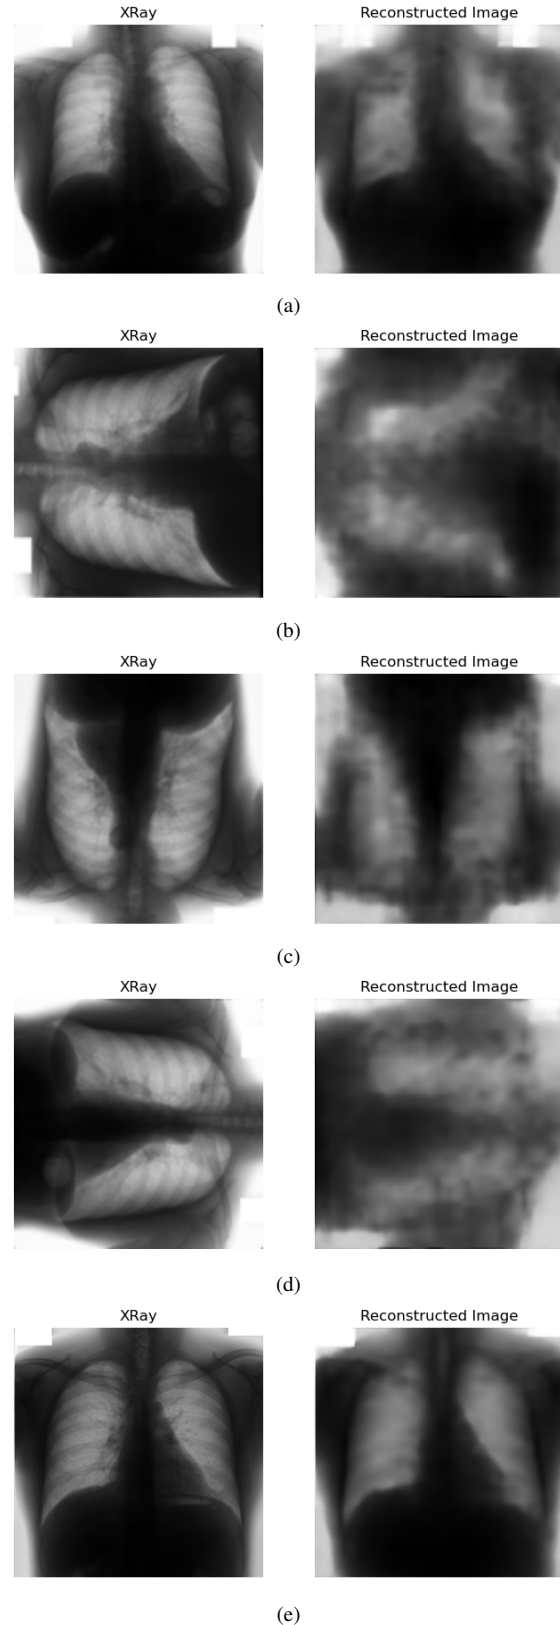 XRay Reconstructed Image
(a)
XRay Reconstructed Image
(b)
XRay Reconstructed Image
(c)
XRay Reconstructed Image
(d)
XRay Reconstructed Image
(e)